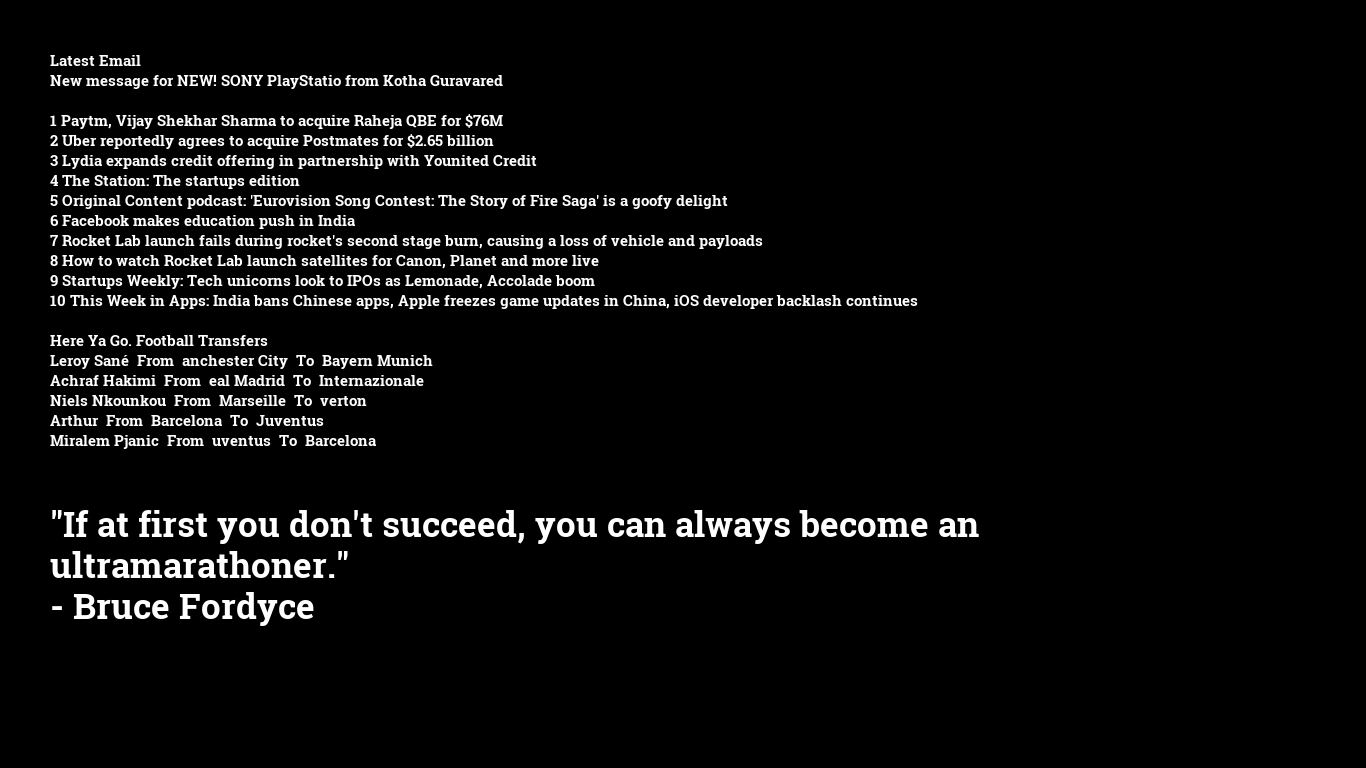 Latest Email
New message for NEW! SONY PlayStatio from Kotha Guravared
1 Paytm, Vijay Shekhar Sharma to acquire Raheja QBE for $76M
2 Uber reportedly agrees to acquire Postmates for $2.65 billion
3 Lydia expands credit offering in partnership with Younited Credit
4 The Station: The startups edition
5 Original Content podcast: 'Eurovision Song Contest: The Story of Fire Saga' is a goofy delight
6 Facebook makes education push in India
7 Rocket Lab launch fails during rocket's second stage burn, causing a loss of vehicle and payloads
8 How to watch Rocket Lab launch satellites for Canon, Planet and more live
9 Startups Weekly: Tech unicorns look to IPOs as Lemonade, Accolade boom
10 This Week in Apps: India bans Chinese apps, Apple freezes game updates in China, iOS developer backlash continues
Here Ya Go. Football Transfers
Leroy Sané  From  anchester City  To  Bayern Munich
Achraf Hakimi  From  eal Madrid  To  Internazionale
Niels Nkounkou  From  Marseille  To  verton
Arthur  From  Barcelona  To  Juventus
Miralem Pjanic  From  uventus  To  Barcelona
"If at first you don't succeed, you can always become an
ultramarathoner."
- Bruce Fordyce